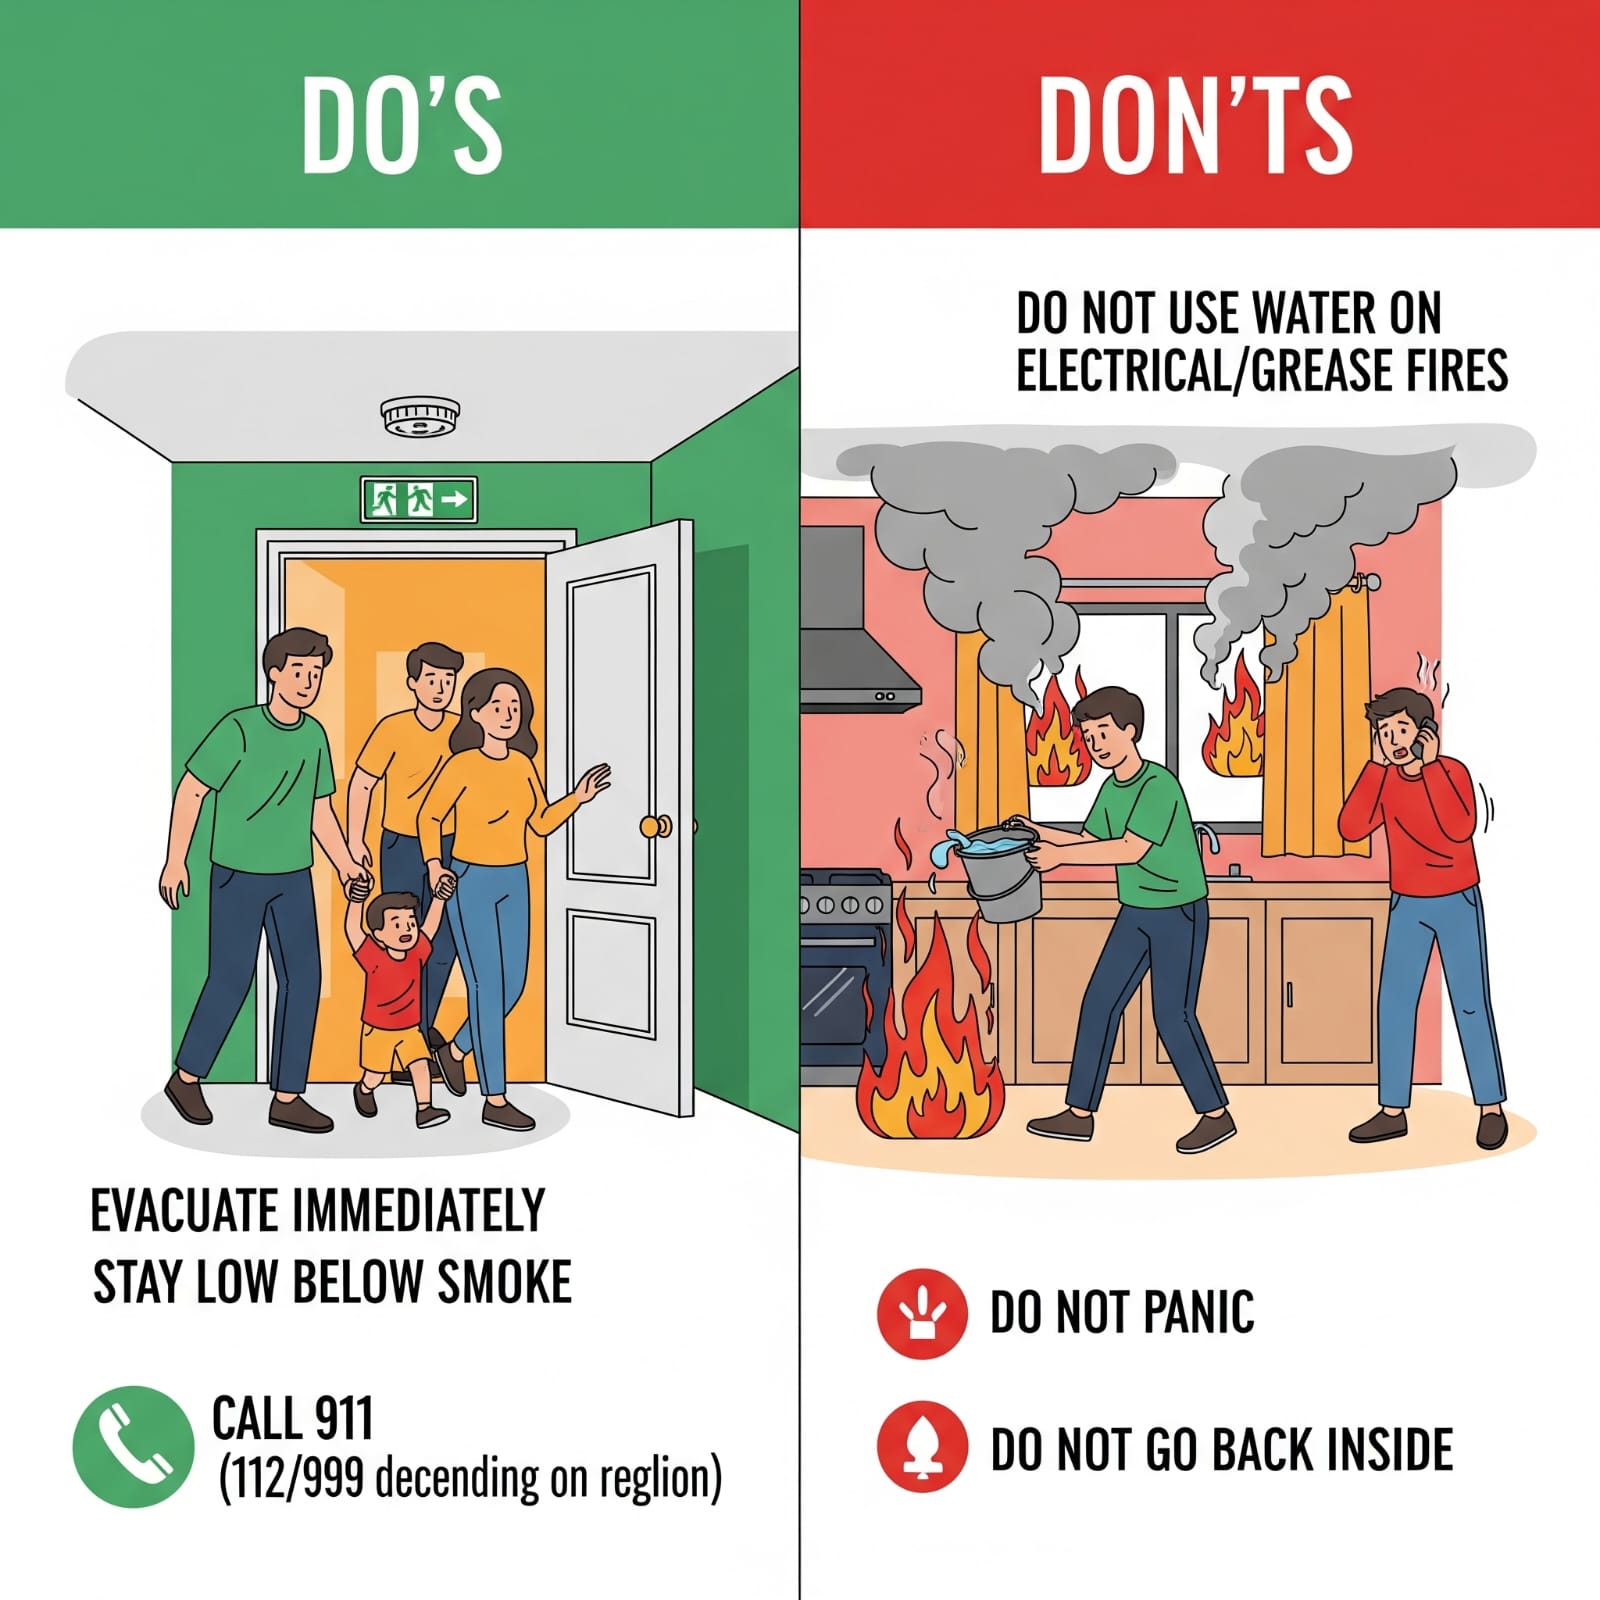 DO'S
EVACUATE IMMEDIATELY
STAY LOW BELOW SMOKE
CALL 911
(112/999 decending on reglion)
DON'TS
DO NOT USE WATER ON
ELECTRICAL/GREASE FIRES
DO NOT PANIC
DO NOT GO BACK INSIDE